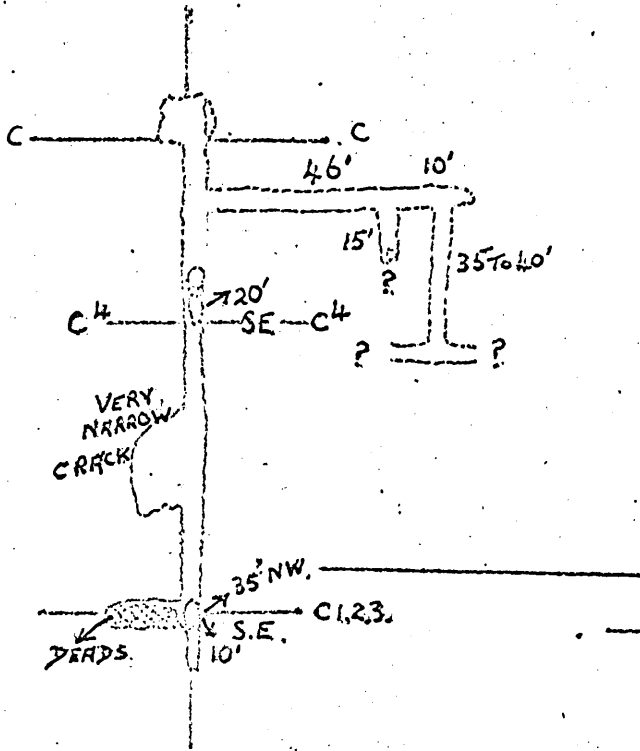 C C
46' 10'
15' 35 TO 40'
?
20'
C4 SE C4
? ?
VERY
NARROW
CRACK
35' NW.
C 1,2,3.
S.E.
DEADS. 10'